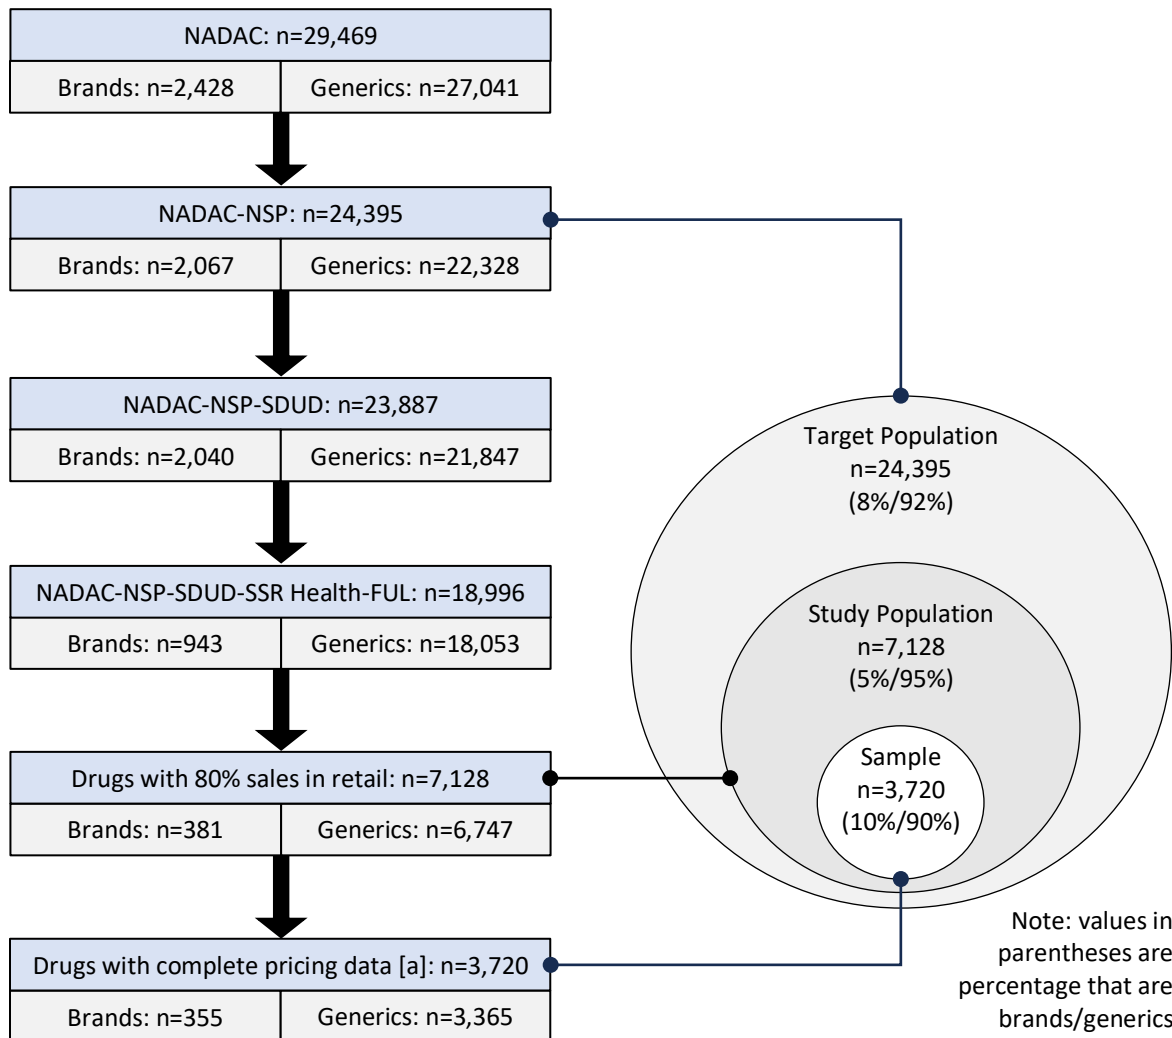 NADAC: n=29,469
Brands: n=2,428
Generics: n=27,041
NADAC-NSP: n=24,395
Brands: n=2,067
Generics: n=22,328
NADAC-NSP-SDUD: n=23,887
Brands: n=2,040
Generics: n=21,847
NADAC-NSP-SDUD-SSR Health-FUL: n=18,996
Brands: n=943
Generics: n=18,053
Drugs with 80% sales in retail: n=7,128
Brands: n=381
Generics: n=6,747
Drugs with complete pricing data [a]: n=3,720
Brands: n=355
Generics: n=3,365
Target Population
n=24,395
(8%/92%)
Study Population
n=7,128
(5%/95%)
Sample
n=3,720
(10%/90%)
Note: values in
parentheses are
percentage that are
brands/generics